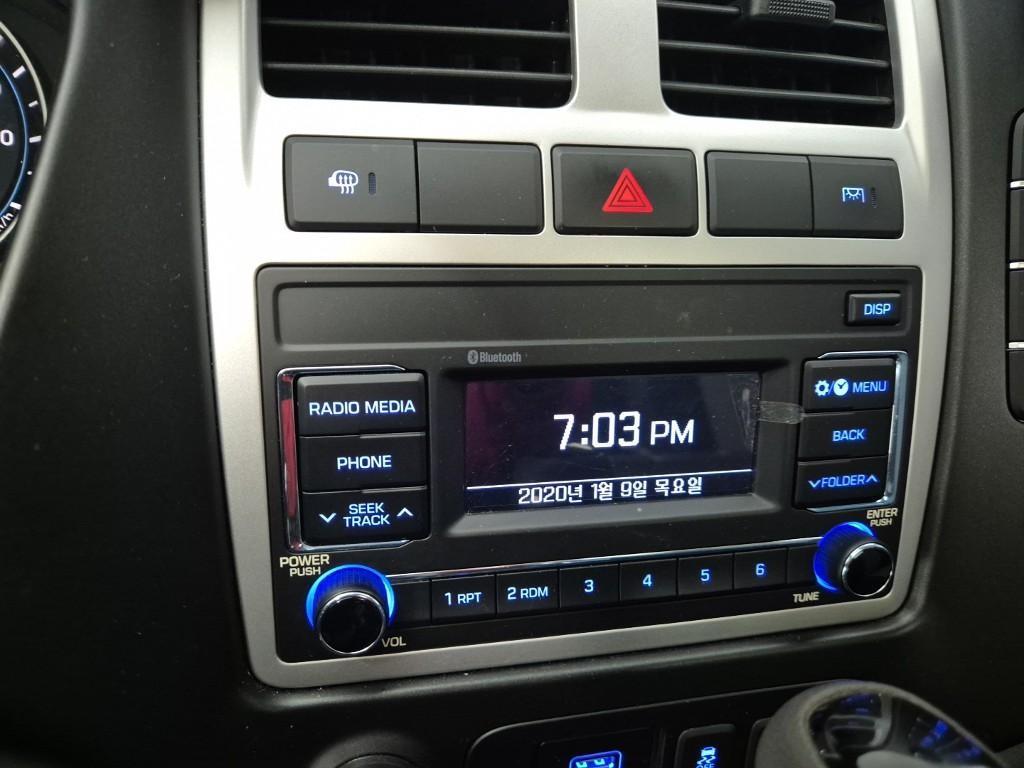 0
/h
DISP
Bluetooth
RADIO MEDIA
PHONE
SEEK
TRACK
7:03 PM
2020년 1월 9일 목요일
MENU
BACK
FOLDER
POWER
PUSH
VOL
1 RPT
2 RDM
3
4
5
6
ENTER
PUSH
TUNE
OFF